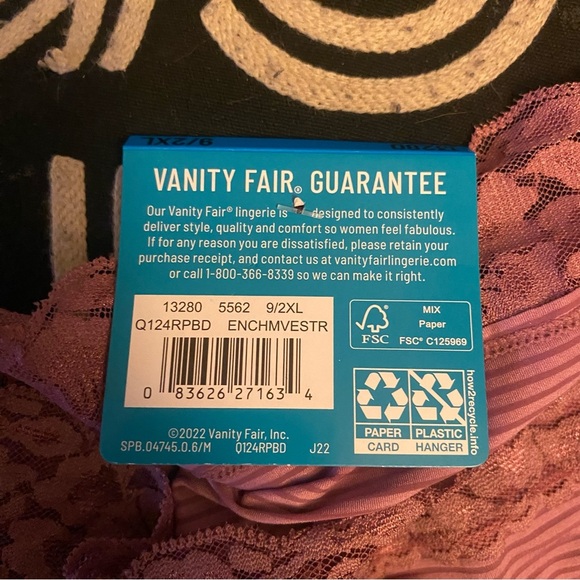 9/2XL 13280
VANITY FAIR® GUARANTEE
Our Vanity Fair® lingerie is designed to consistently
deliver style, quality and comfort so women feel fabulous.
If for any reason you are dissatisfied, please retain your
purchase receipt, and contact us at vanityfairlingerie.com
or call 1-800-366-8339 so we can make it right.
13280 5562 9/2XL
Q124RPBD ENCHMVESTR
0 83626 27163 4
FSC
MIX
Paper
FSC® C125969
PAPER
CARD
PLASTIC
HANGER
how2recycle.info
©2022 Vanity Fair, Inc.
SPB.04745.0.6/M Q124RPBD J22